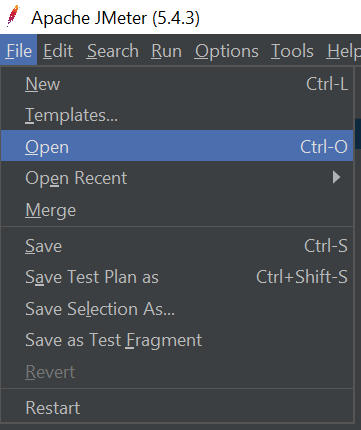 Apache JMeter (5.4.3)
File Edit Search Run Options Tools Help
New Ctrl-L
Templates...
Open Ctrl-O
Open Recent
Merge
Save Ctrl-S
Save Test Plan as Ctrl+Shift-S
Save Selection As...
Save as Test Fragment
Revert
Restart